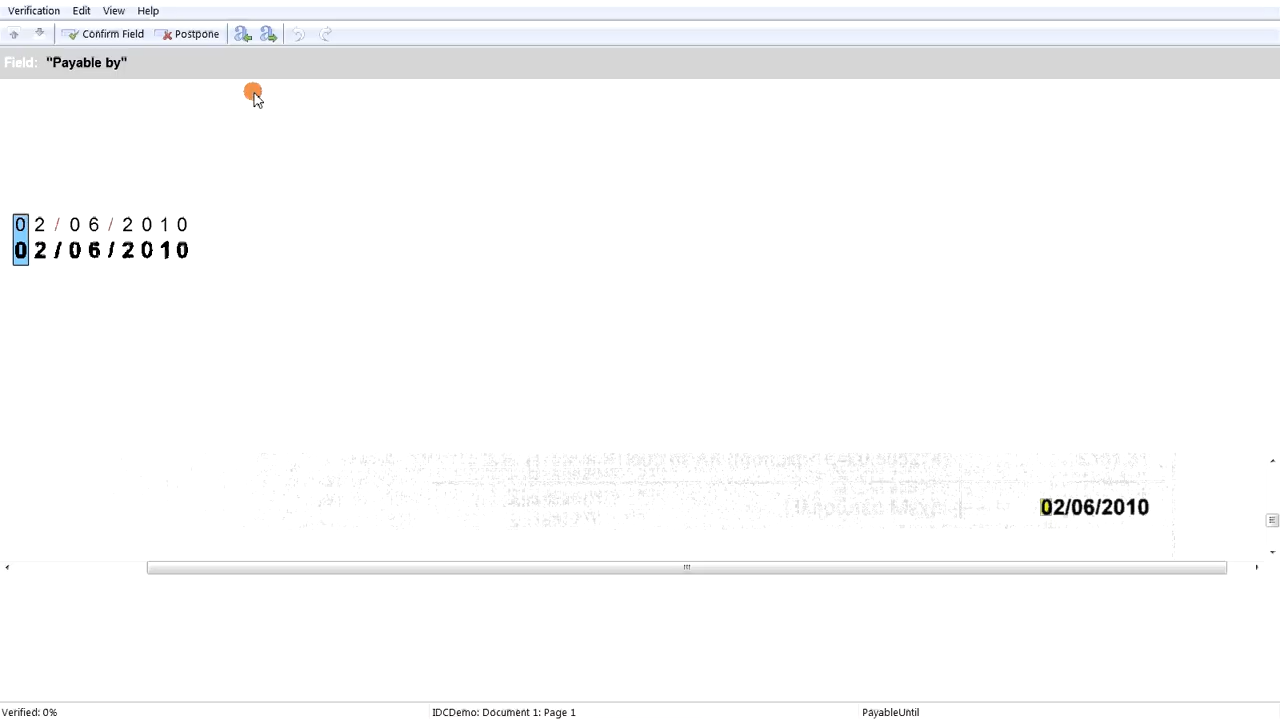 Verification Edit View Help
Confirm Field Postpone
Field: "Payable by"
02/06/2010
02/06/2010
02/06/2010
Verified: 0% IDCDemo: Document 1: Page 1 PayableUntil